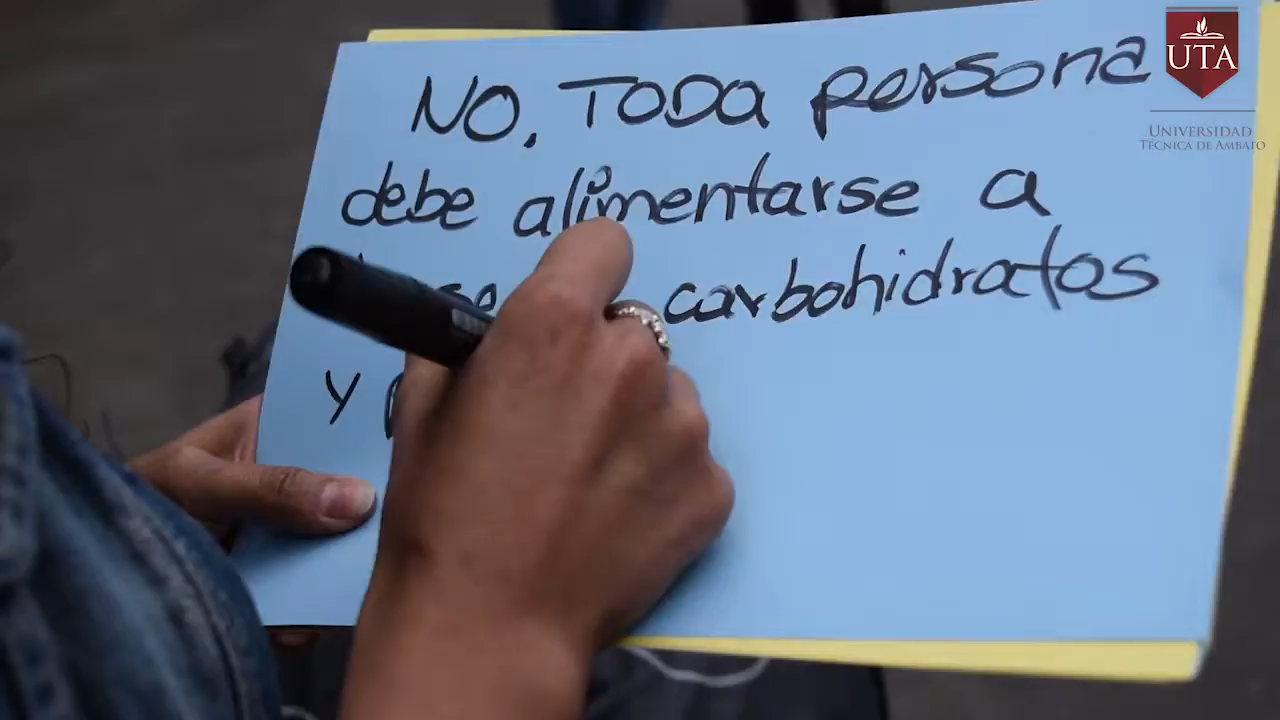 NO, TODA persona
debe alimentarse a
carbohidratos
Y
UTA
UNIVERSIDAD
TÉCNICA DE AMBATO